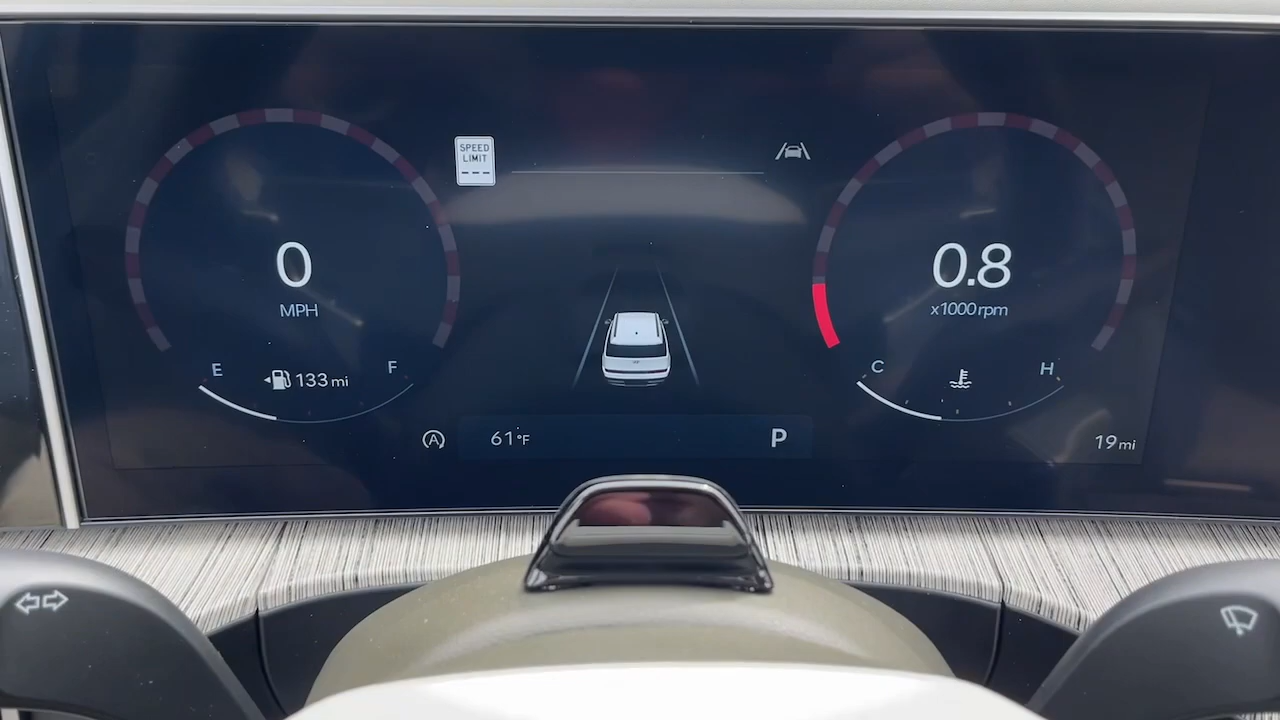 SPEED
LIMIT
---
0
MPH
0.8
x1000rpm
E
F
133 mi
C
H
A
61°F
P
19 mi